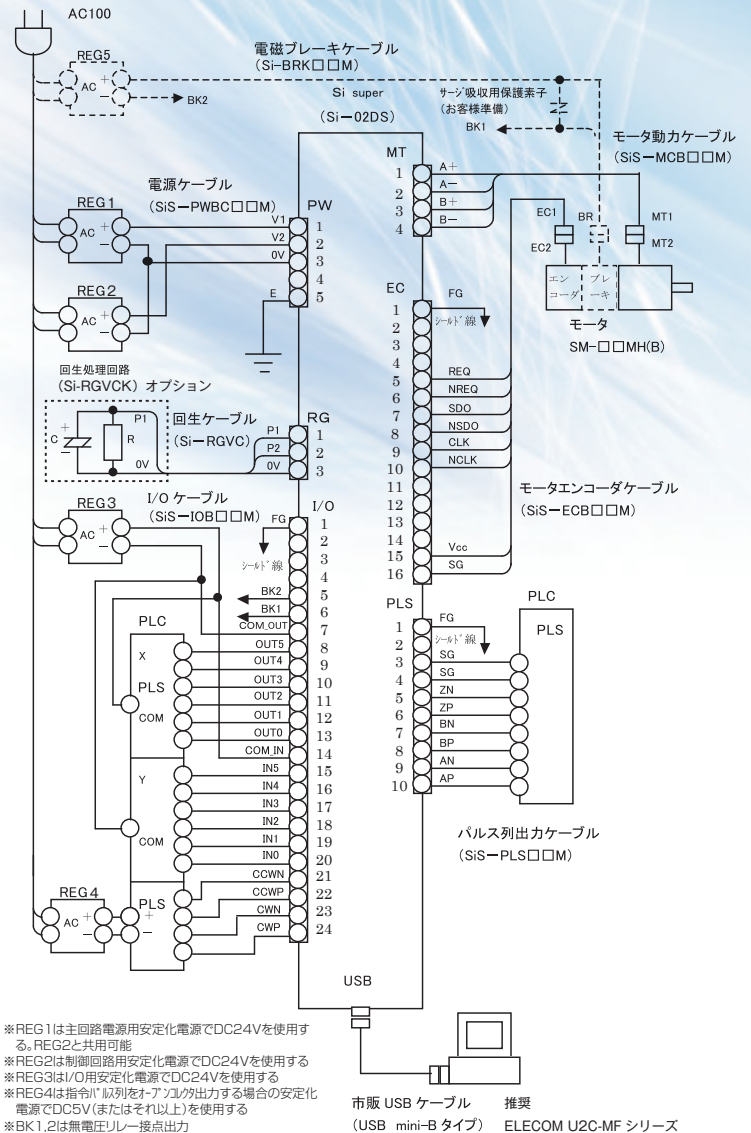 AC100
REG5
AC
+
−
BK2
電磁ブレーキケーブル
(Si-BRK□□M)
Si super
(Si−02DS)
サージ吸収用保護素子
(お客様準備)
BK1
モータ動力ケーブル
(SiS−MCB□□M)
MT
1
2
3
4
A+
A−
B+
B−
EC1
EC2
BR
MT1
MT2
エンコーダ
ブレーキ
モータ
SM-□□MH(B)
電源ケーブル
(SiS−PWBC□□M)
REG1
AC
+
−
REG2
AC
+
−
V1
V2
0V
E
PW
1
2
3
4
5
EC
1
2
3
4
5
6
7
8
9
10
11
12
13
14
15
16
FG
シールド線
REQ
NREQ
SDO
NSDO
CLK
NCLK
Vcc
SG
モータエンコーダケーブル
(SiS−ECB□□M)
回生処理回路
(Si-RGVCK) オプション
C
+
−
R
P1
0V
回生ケーブル
(Si−RGVC)
P1
P2
0V
RG
1
2
3
REG3
AC
+
−
I/O ケーブル
(SiS−IOB□□M)
I/O
FG
シールド線
BK2
BK1
COM_OUT
OUT5
OUT4
OUT3
OUT2
OUT1
OUT0
COM_IN
IN5
IN4
IN3
IN2
IN1
IN0
CCWN
CCWP
CWN
CWP
1
2
3
4
5
6
7
8
9
10
11
12
13
14
15
16
17
18
19
20
21
22
23
24
PLC
X
PLS
COM
Y
COM
PLS
+
−
REG4
AC
+
−
PLS
1
2
3
4
5
6
7
8
9
10
FG
シールド線
SG
SG
ZN
ZP
BN
BP
AN
AP
PLC
PLS
パルス列出力ケーブル
(SiS−PLS□□M)
USB
市販 USB ケーブル 推奨
(USB mini-B タイプ) ELECOM U2C-MF シリーズ
※REG1は主回路電源用安定化電源でDC24Vを使用す
る。REG2と共用可能
※REG2は制御回路用安定化電源でDC24Vを使用する
※REG3はI/O用安定化電源でDC24Vを使用する
※REG4は指令パルス列をオープンコレクタ出力する場合の安定化
電源でDC5V(またはそれ以上)を使用する
※BK1,2は無電圧リレー接点出力